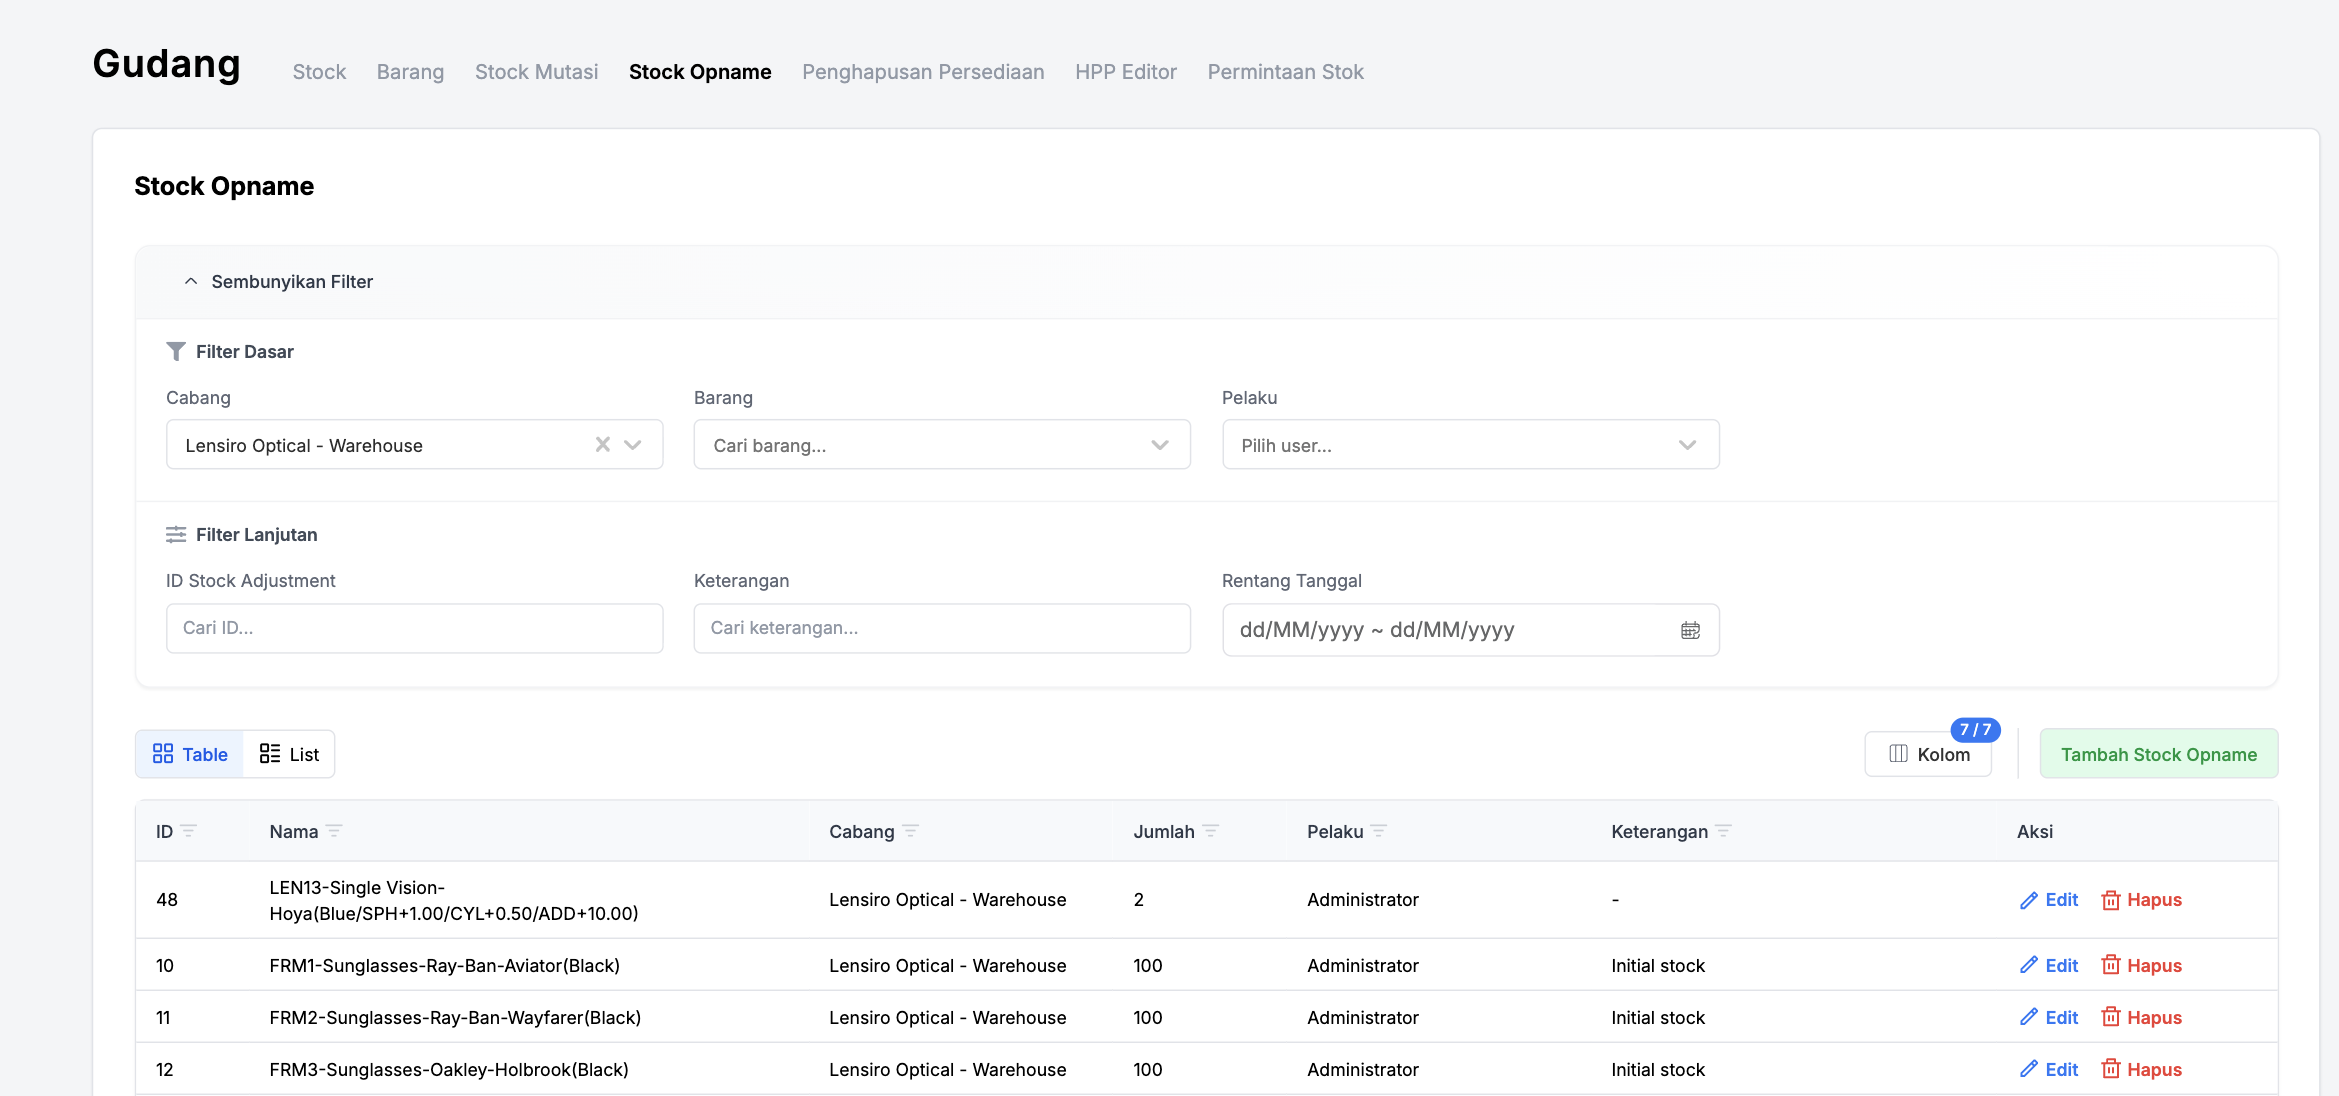 Gudang
Stock Barang Stock Mutasi Stock Opname Penghapusan Persediaan HPP Editor Permintaan Stok
Stock Opname
Sembunyikan Filter
Filter Dasar
Cabang Barang Pelaku
Lensiro Optical - Warehouse Cari barang... Pilih user...
Filter Lanjutan
ID Stock Adjustment Keterangan Rentang Tanggal
Cari ID... Cari keterangan... dd/MM/yyyy ~ dd/MM/yyyy
Table List 7 / 7 Kolom Tambah Stock Opname
ID Nama Cabang Jumlah Pelaku Keterangan Aksi
48 LEN13-Single Vision-
Hoya(Blue/SPH+1.00/CYL+0.50/ADD+10.00) Lensiro Optical - Warehouse 2 Administrator - Edit Hapus
10 FRM1-Sunglasses-Ray-Ban-Aviator(Black) Lensiro Optical - Warehouse 100 Administrator Initial stock Edit Hapus
11 FRM2-Sunglasses-Ray-Ban-Wayfarer(Black) Lensiro Optical - Warehouse 100 Administrator Initial stock Edit Hapus
12 FRM3-Sunglasses-Oakley-Holbrook(Black) Lensiro Optical - Warehouse 100 Administrator Initial stock Edit Hapus